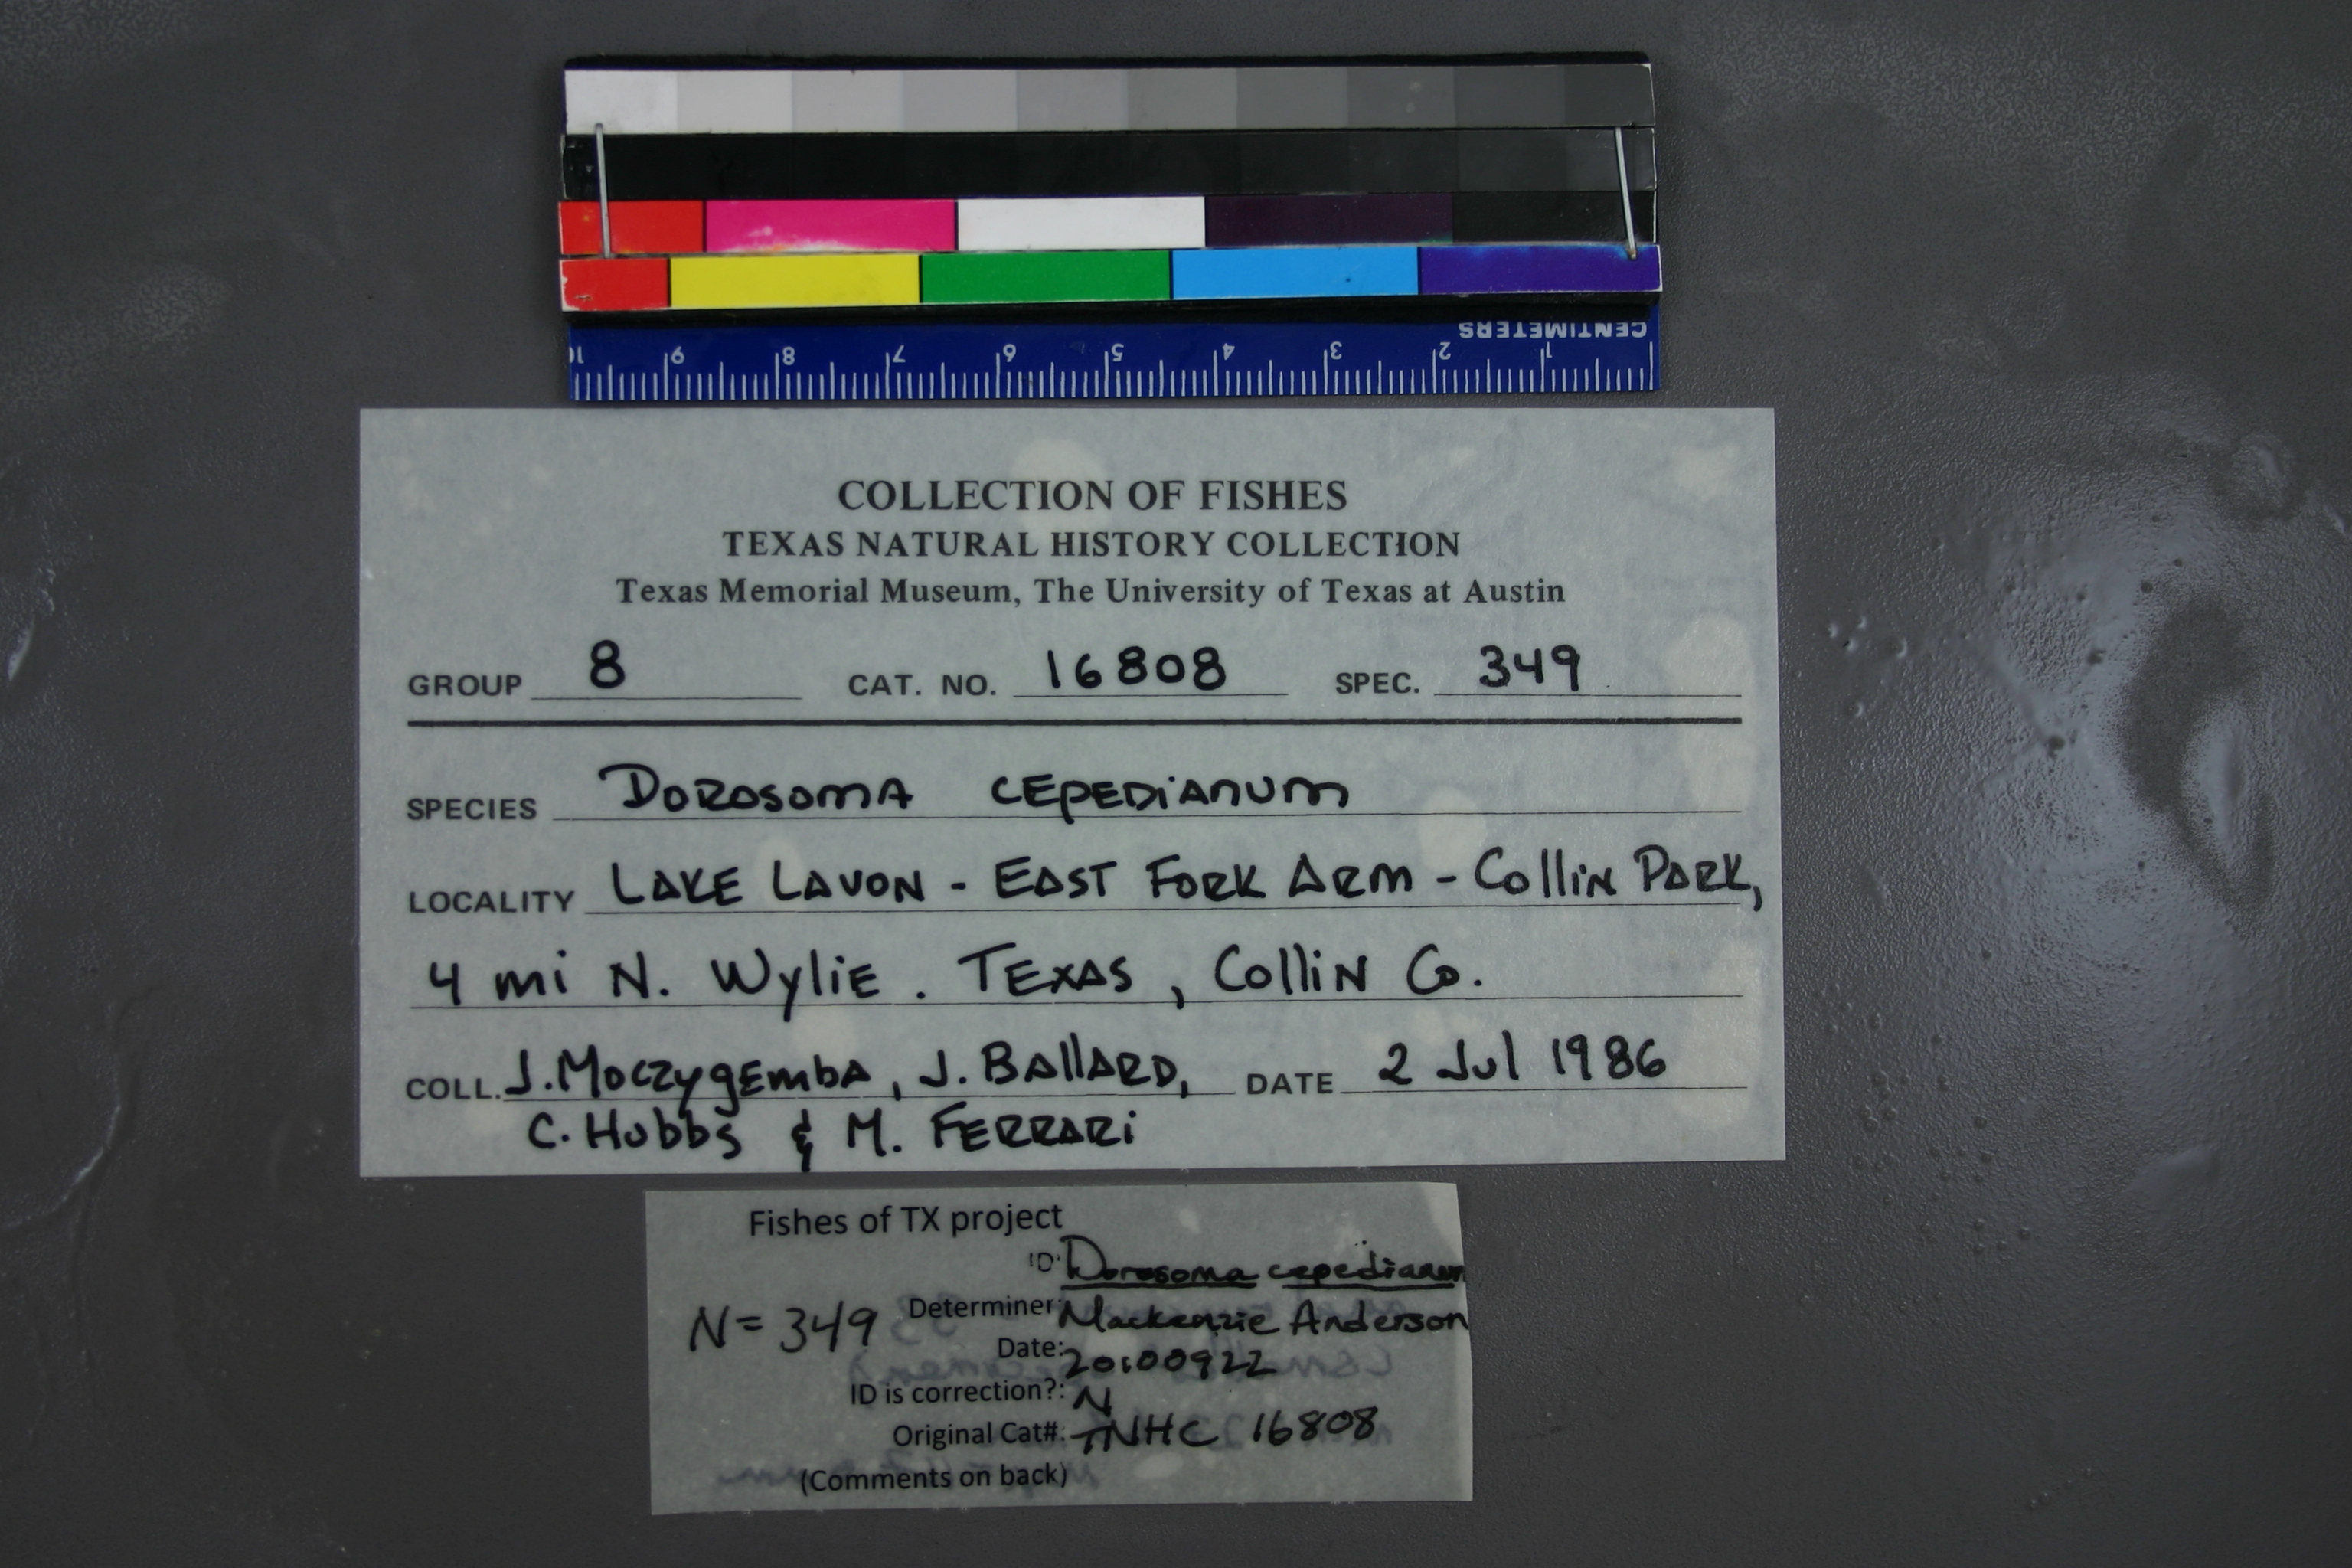 CENTIMETERS
10 9 8 7 6 5 4 3 2 1
COLLECTION OF FISHES
TEXAS NATURAL HISTORY COLLECTION
Texas Memorial Museum, The University of Texas at Austin
GROUP 8 CAT. NO. 16808 SPEC. 349
SPECIES DOROSOMA CEPEDIANUM
LOCALITY LAKE LAVON - EAST FORK ARM - COLLIN PARK,
4 mi N. WYLIE. TEXAS, COLLIN CO.
COLL. J. MOCZYGEMBA, J. BALLARD, DATE 2 Jul 1986
C. HUBBS & M. FERRARI
Fishes of TX project
ID: Dorosoma cepedianum
N=349 Determiner: Mackenzie Anderson
Date: 20100922
ID is correction?: N
Original Cat#: TNHC 16808
(Comments on back)